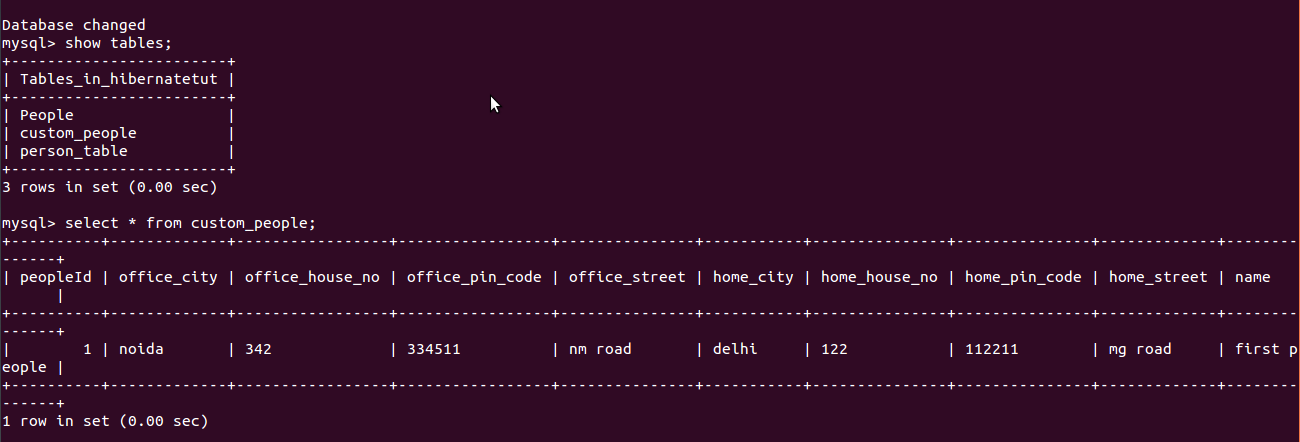 Database changed
mysql> show tables;
+------------------------+
| Tables_in_hibernatetut |
+------------------------+
| People                 |
| custom_people          |
| person_table           |
+------------------------+
3 rows in set (0.00 sec)

mysql> select * from custom_people;
+----------+-------------+-----------------+-----------------+---------------+-----------+---------------+---------------+-------------+--------
------+
| peopleId | office_city | office_house_no | office_pin_code | office_street | home_city | home_house_no | home_pin_code | home_street | name
      |
+----------+-------------+-----------------+-----------------+---------------+-----------+---------------+---------------+-------------+--------
------+
|        1 | noida       | 342             | 334511          | nm road       | delhi     | 122           | 112211        | mg road     | first p
eople |
+----------+-------------+-----------------+-----------------+---------------+-----------+---------------+---------------+-------------+--------
------+
1 row in set (0.00 sec)